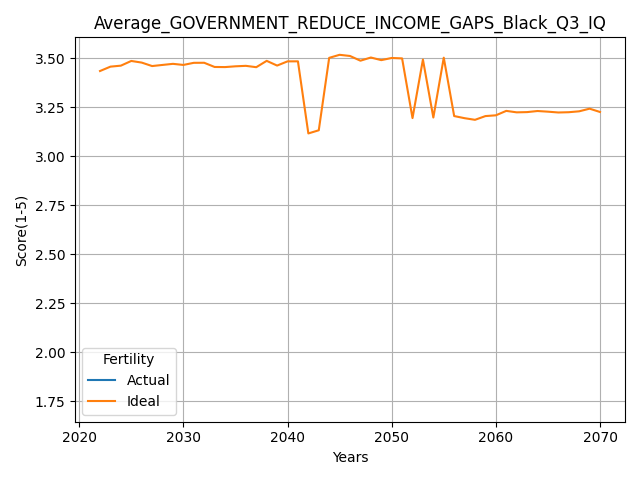 Average_GOVERNMENT_REDUCE_INCOME_GAPS_Black_Q3_IQ
3.50
3.25
3.00
2.75
2.50
2.25
2.00
1.75
Score(1-5)
Fertility
Actual
Ideal
2020 2030 2040 2050 2060 2070
Years